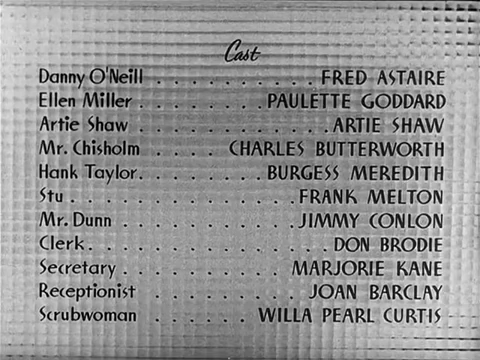 Cast
Danny O'Neill . . . . . . . . . . FRED ASTAIRE
Ellen Miller . . . . . . . PAULETTE GODDARD
Artie Shaw . . . . . . . . . . . ARTIE SHAW
Mr. Chisholm . . . . . CHARLES BUTTERWORTH
Hank Taylor. . . . . . . BURGESS MEREDITH
Stu . . . . . . . . . . . . . FRANK MELTON
Mr. Dunn . . . . . . . . . . JIMMY CONLON
Clerk. . . . . . . . . . . . . . DON BRODIE
Secretary . . . . . . . . . MARJORIE KANE
Receptionist . . . . . . . . JOAN BARCLAY
Scrubwoman . . . . . . WILLA PEARL CURTIS